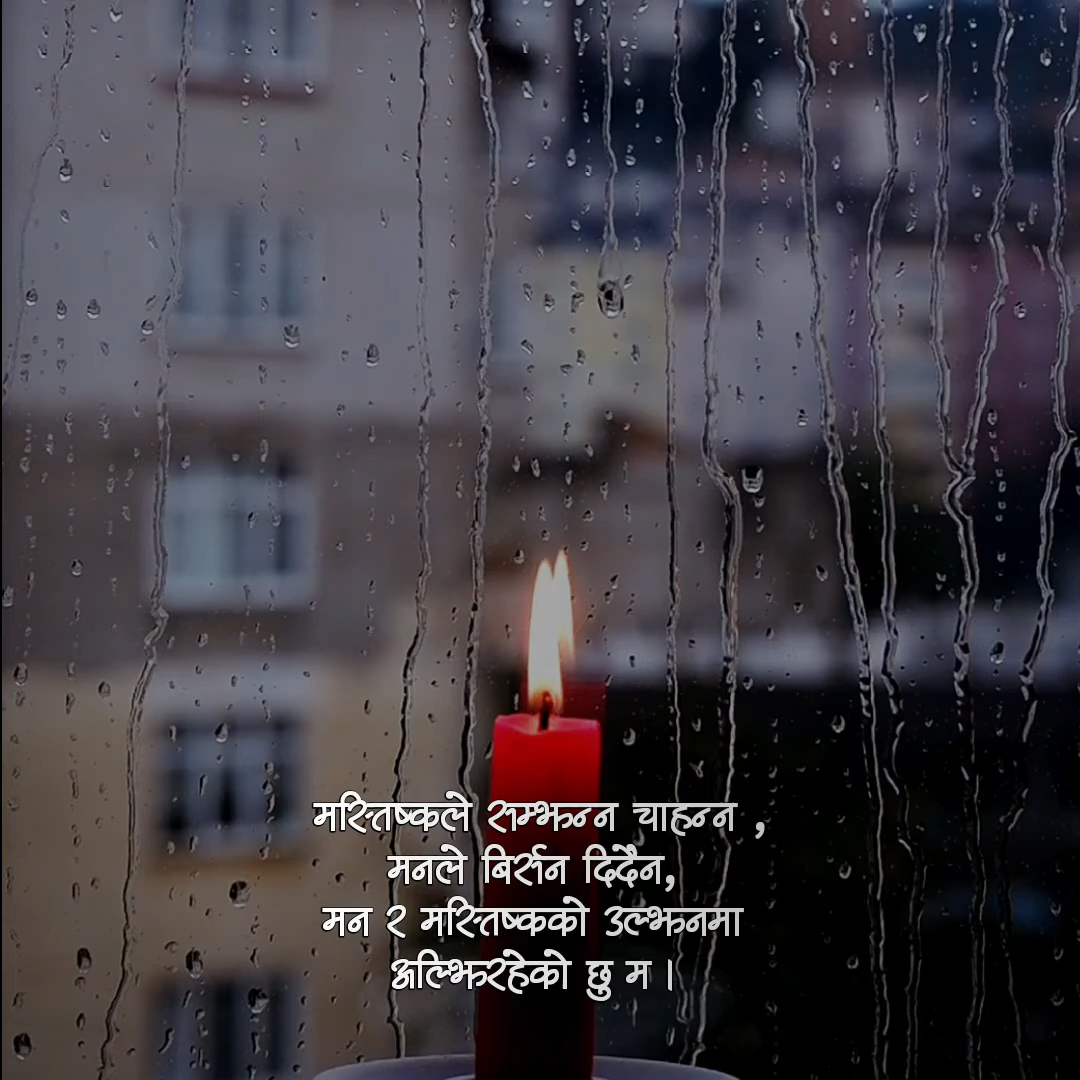 मस्तिष्कले सम्झन्न चाहन्न ,
मनले बिर्सन दिदैन,
मन र मस्तिष्कको उल्झनमा
अल्झिरहेको छु म ।